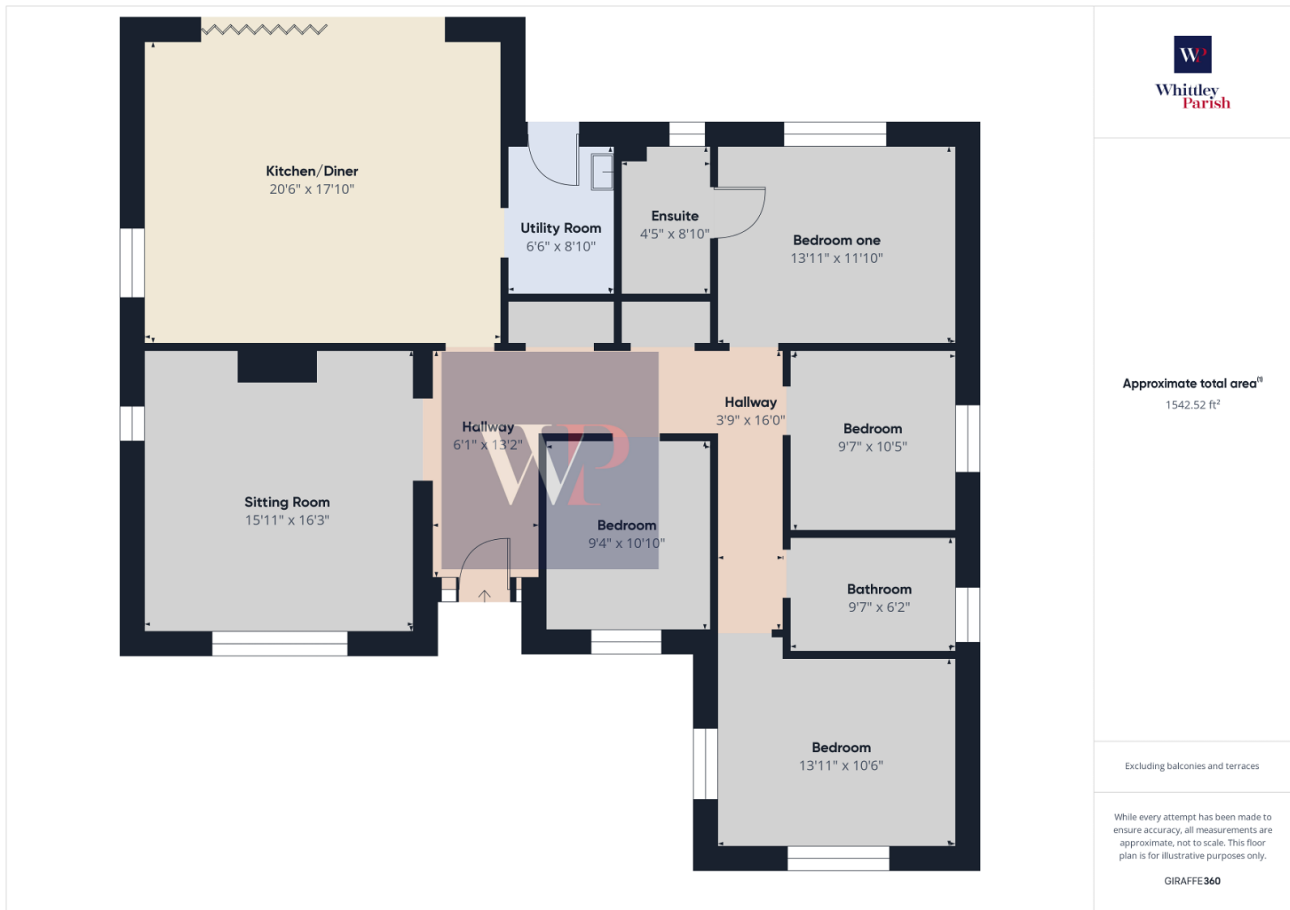 Kitchen/Diner
20'6" x 17'10"
Utility Room
6'6" x 8'10"
Ensuite
4'5" x 8'10"
Bedroom one
13'11" x 11'10"
Hallway
6'1" x 13'2"
Hallway
3'9" x 16'0"
Bedroom
9'7" x 10'5"
Sitting Room
15'11" x 16'3"
WP
Bedroom
9'4" x 10'10"
Bathroom
9'7" x 6'2"
Bedroom
13'11" x 10'6"
WP
Whittley
Parish
Approximate total area⁽¹⁾
1542.52 ft²
Excluding balconies and terraces
While every attempt has been made to
ensure accuracy, all measurements are
approximate, not to scale. This floor
plan is for illustrative purposes only.
GIRAFFE360